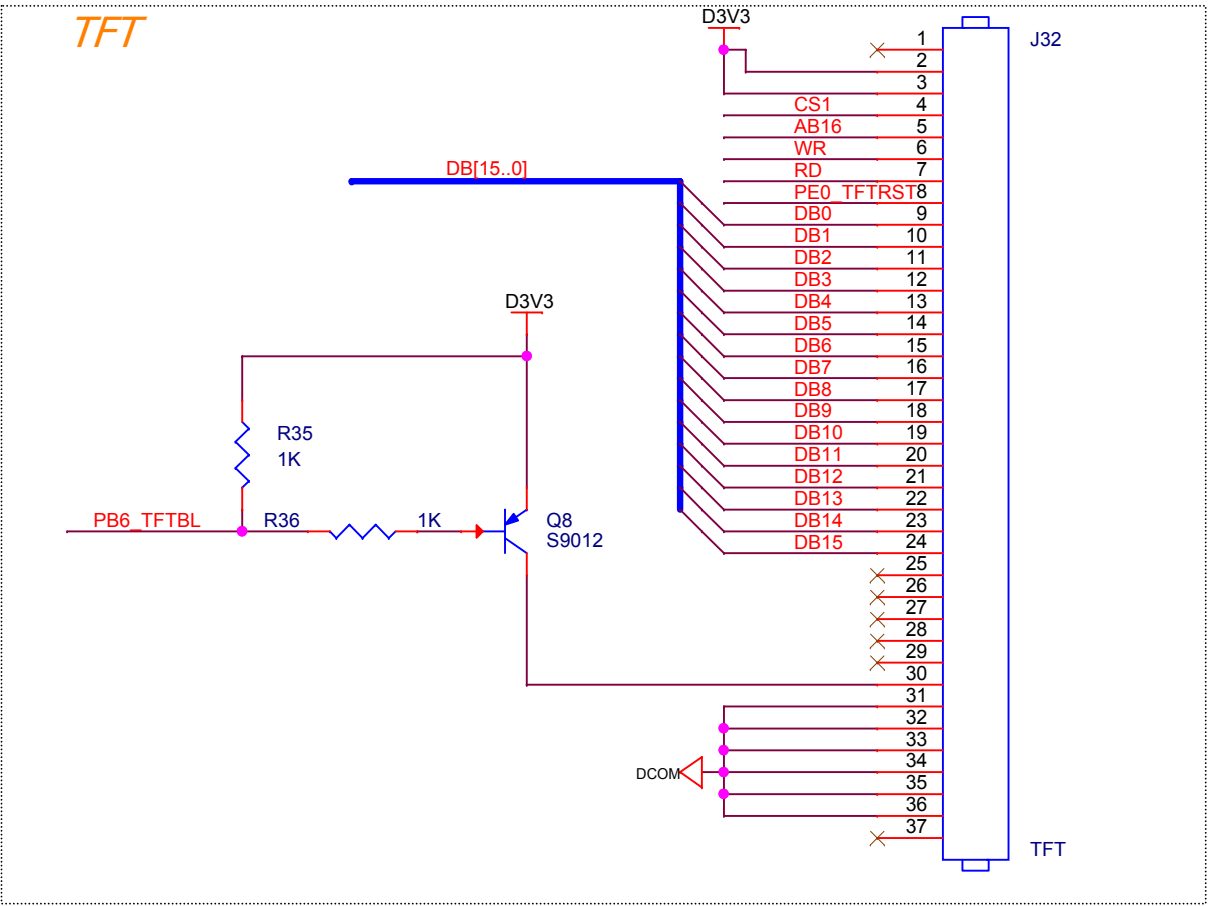 TFT
D3V3
J32
1
2
3
CS1 4
AB16 5
WR 6
RD 7
PE0_TFTRST 8
DB[15..0]
DB0 9
DB1 10
DB2 11
DB3 12
DB4 13
DB5 14
DB6 15
DB7 16
DB8 17
DB9 18
DB10 19
DB11 20
DB12 21
DB13 22
DB14 23
DB15 24
25
26
27
28
29
30
31
32
33
34
35
36
37
D3V3
R35
1K
PB6_TFTBL
R36 1K
Q8
S9012
DCOM
TFT